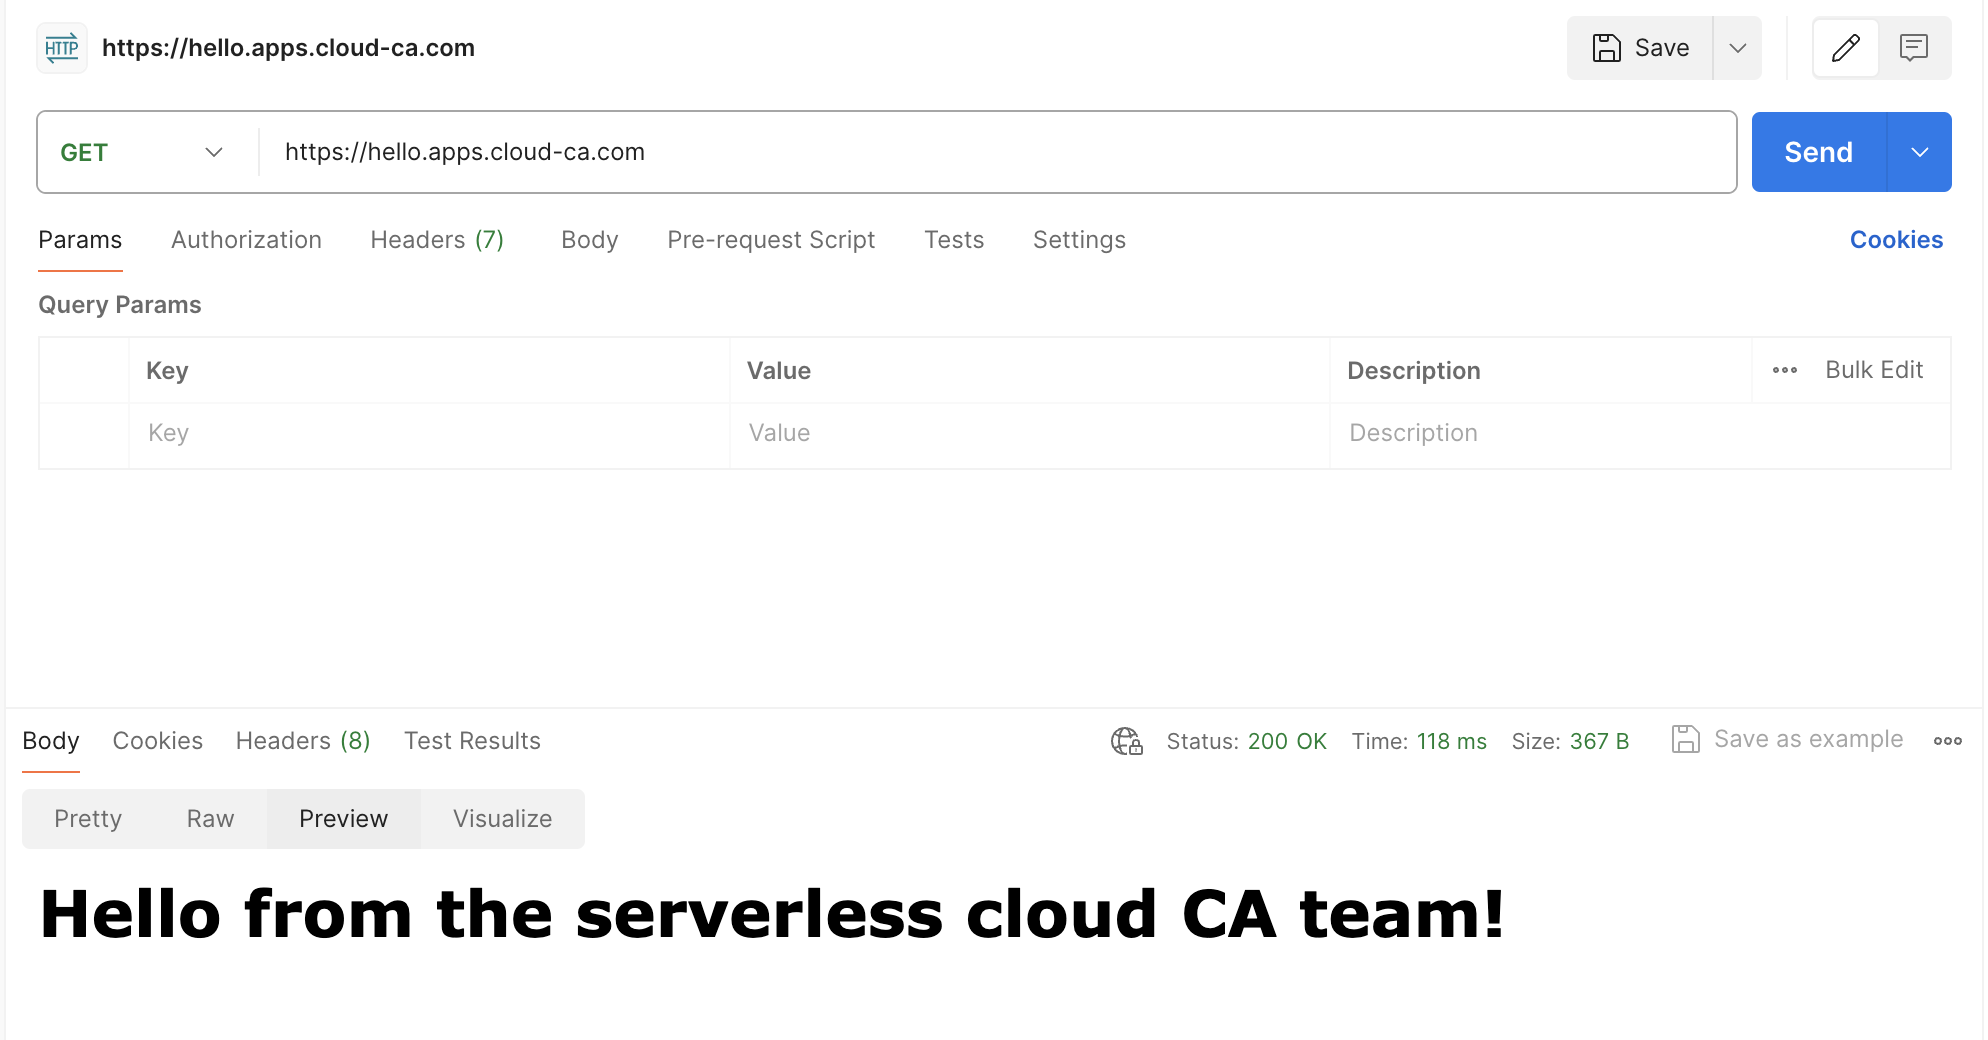 HTTP https://hello.apps.cloud-ca.com Save
GET https://hello.apps.cloud-ca.com Send
Params Authorization Headers (7) Body Pre-request Script Tests Settings Cookies
Query Params
Key Value Description Bulk Edit
Key Value Description
Body Cookies Headers (8) Test Results Status: 200 OK Time: 118 ms Size: 367 B Save as example
Pretty Raw Preview Visualize
Hello from the serverless cloud CA team!